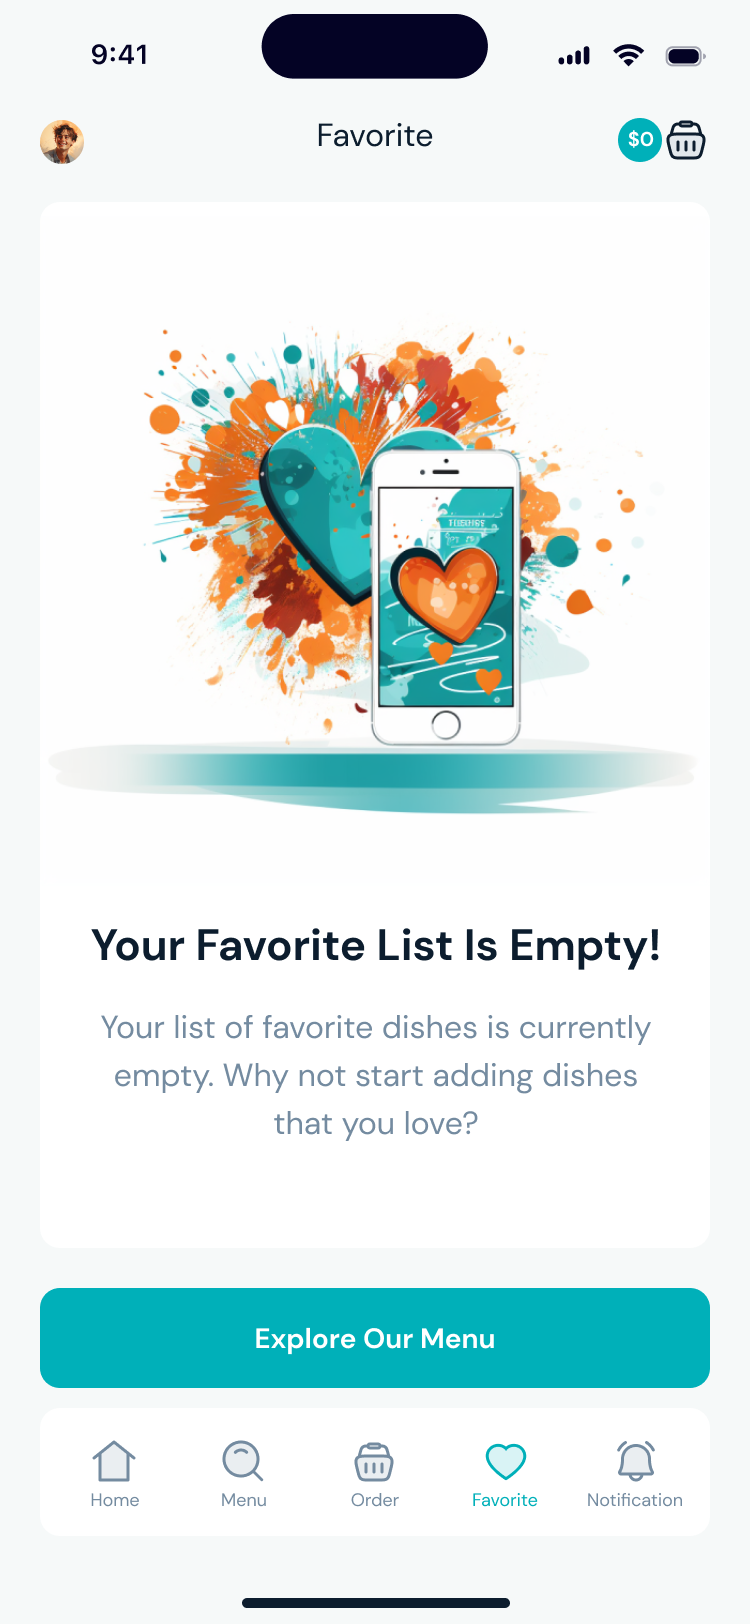 9:41
Favorite
$0
Your Favorite List Is Empty!
Your list of favorite dishes is currently
empty. Why not start adding dishes
that you love?
Explore Our Menu
Home
Menu
Order
Favorite
Notification